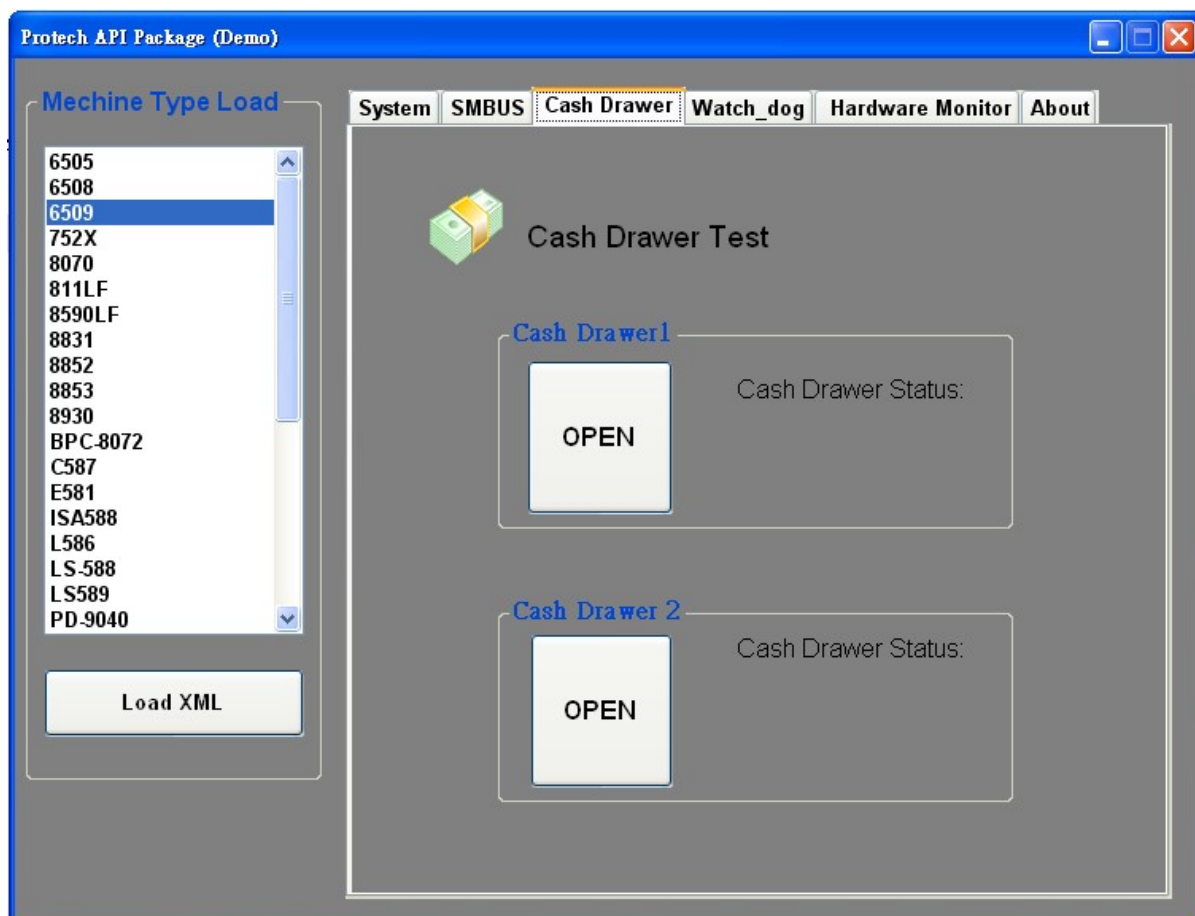 Protech API Package (Demo)
Mechine Type Load
6505
6508
6509
752X
8070
811LF
8590LF
8831
8852
8853
8930
BPC-8072
C587
E581
ISA588
L586
LS-588
LS589
PD-9040
Load XML
System SMBUS Cash Drawer Watch_dog Hardware Monitor About
Cash Drawer Test
Cash Drawer1
OPEN
Cash Drawer Status:
Cash Drawer 2
OPEN
Cash Drawer Status: